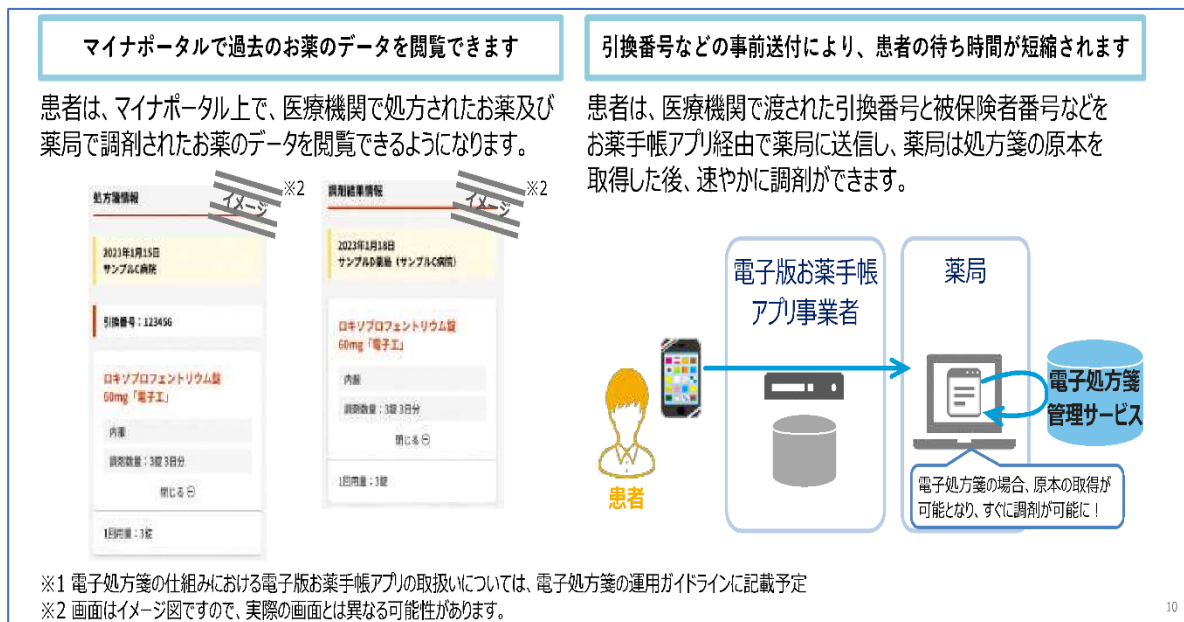 マイナポータルで過去のお薬のデータを閲覧できます
患者は、マイナポータル上で、医療機関で処方されたお薬及び
薬局で調剤されたお薬のデータを閲覧できるようになります。
処方箋情報
イメージ
※2
2023年1月15日
サンプルC病院
引換番号：123456
ロキソプロフェントリウム錠
60mg「電子工」
内服
調剤数量：3錠 3日分
閉じる
1回用量：3錠
調剤結果情報
イメージ
※2
2023年1月18日
サンプルD薬局（サンプルC病院）
ロキソプロフェントリウム錠
60mg「電子工」
内服
調剤数量：3錠 3日分
閉じる
1回用量：3錠
引換番号などの事前送付により、患者の待ち時間が短縮されます
患者は、医療機関で渡された引換番号と被保険者番号などを
お薬手帳アプリ経由で薬局に送信し、薬局は処方箋の原本を
取得した後、速やかに調剤ができます。
電子版お薬手帳
アプリ事業者
薬局
患者
電子処方箋
管理サービス
電子処方箋の場合、原本の取得が
可能となり、すぐに調剤が可能に！
※1 電子処方箋の仕組みにおける電子版お薬手帳アプリの取扱いについては、電子処方箋の運用ガイドラインに記載予定
※2 画面はイメージ図ですので、実際の画面とは異なる可能性があります。
10